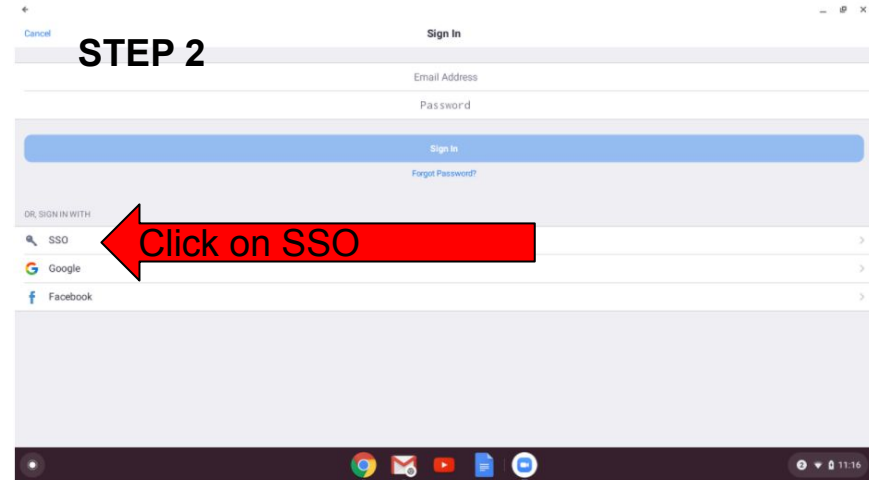 Cancel
Sign In
STEP 2
Email Address
Password
Sign In
Forgot Password?
OR, SIGN IN WITH
SSO
Click on SSO
Google
Facebook
2 11:16